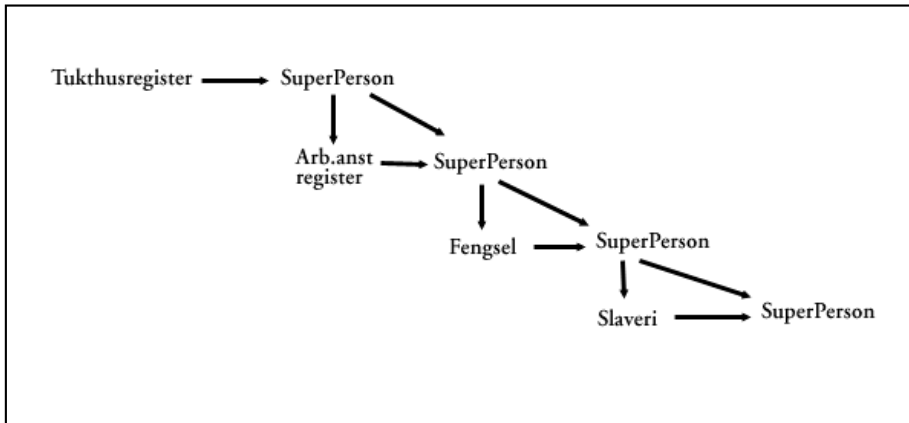 Tukthusregister
SuperPerson
Arb.anst
register
SuperPerson
Fengsel
SuperPerson
Slaveri
SuperPerson